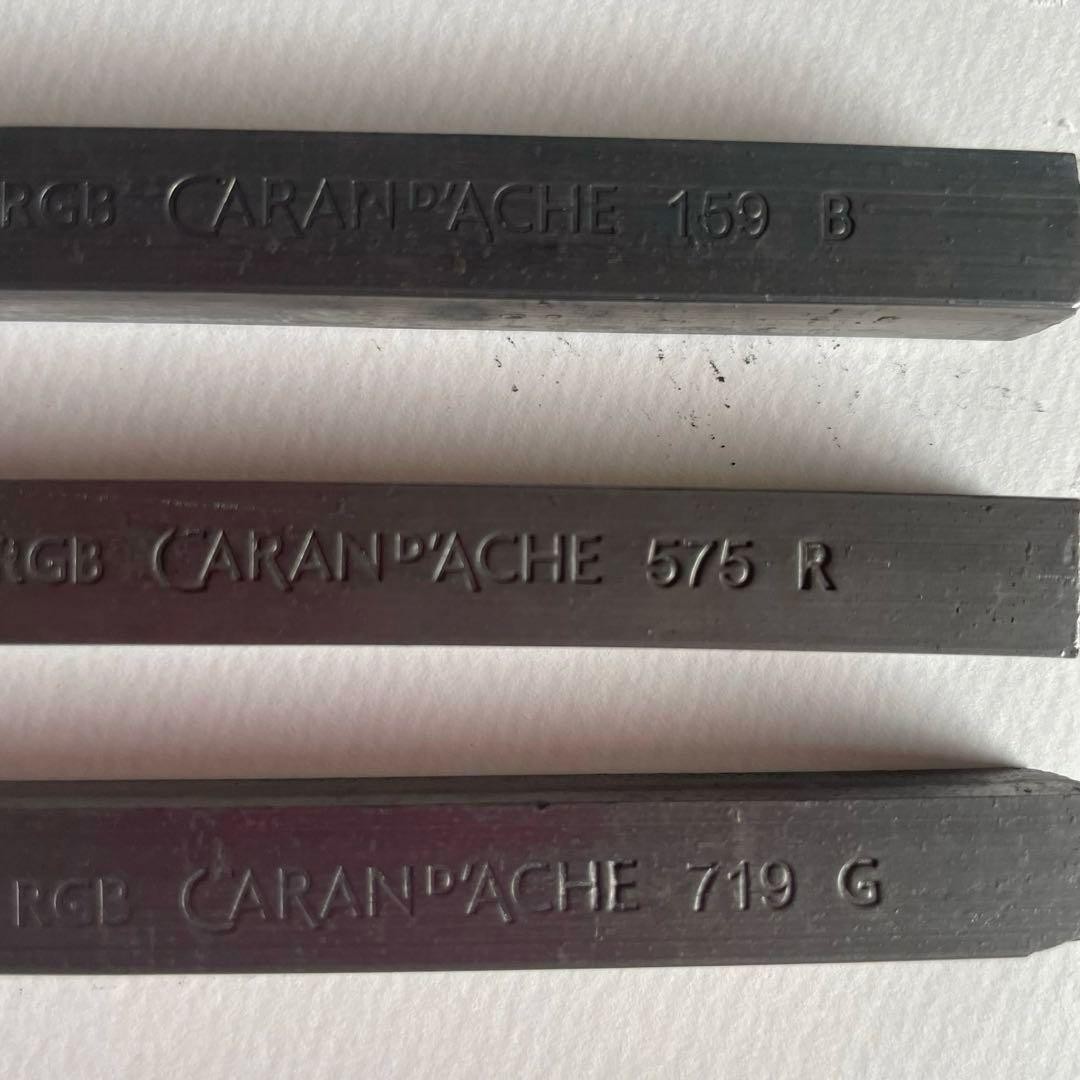 RGB CARAN D'ACHE 159 B
RGB CARAN D'ACHE 575 R
RGB CARAN D'ACHE 719 G